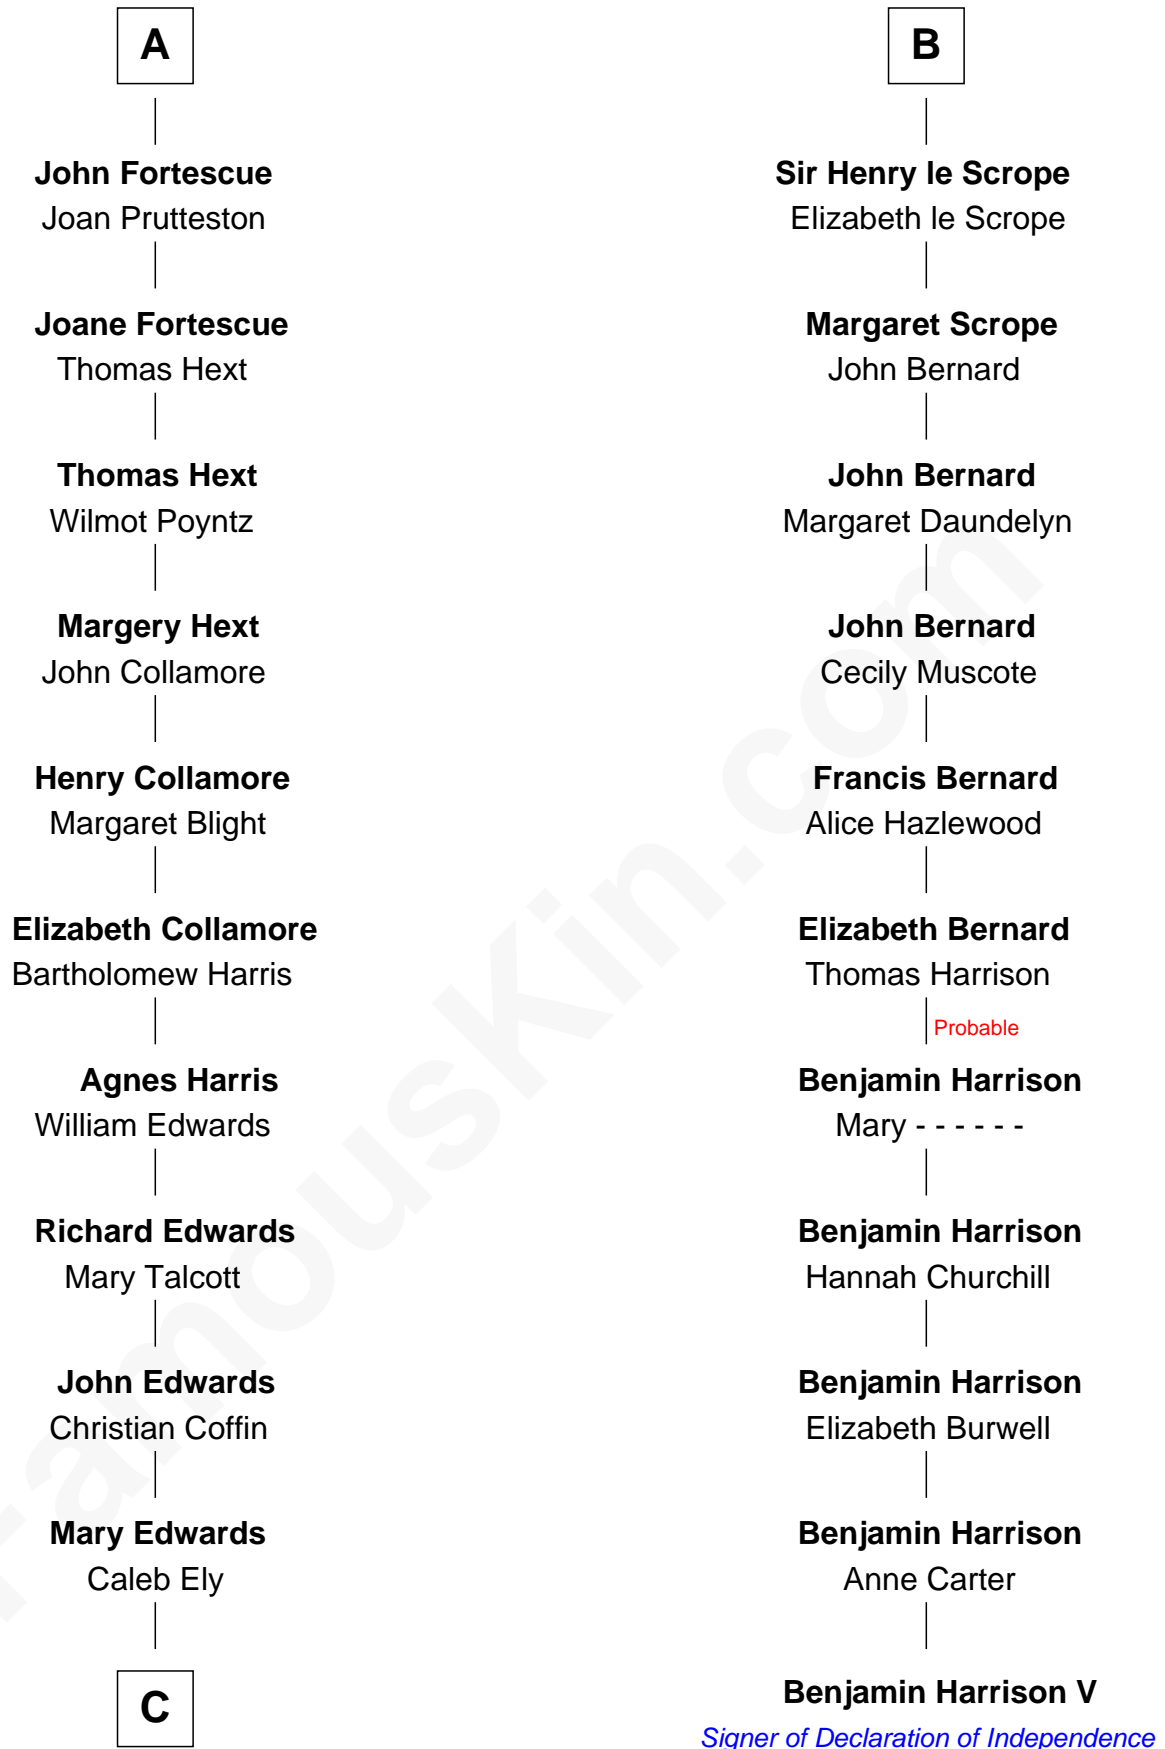 A
John Fortescue
Joan Prutteston
Joane Fortescue
Thomas Hext
Thomas Hext
Wilmot Poyntz
Margery Hext
John Collamore
Henry Collamore
Margaret Blight
Elizabeth Collamore
Bartholomew Harris
Agnes Harris
William Edwards
Richard Edwards
Mary Talcott
John Edwards
Christian Coffin
Mary Edwards
Caleb Ely
C
B
Sir Henry le Scrope
Elizabeth le Scrope
Margaret Scrope
John Bernard
John Bernard
Margaret Daundelyn
John Bernard
Cecily Muscote
Francis Bernard
Alice Hazlewood
Elizabeth Bernard
Thomas Harrison
Probable
Benjamin Harrison
Mary - - - - - -
Benjamin Harrison
Hannah Churchill
Benjamin Harrison
Elizabeth Burwell
Benjamin Harrison
Anne Carter
Benjamin Harrison V
Signer of Declaration of Independence
FamousKin.com